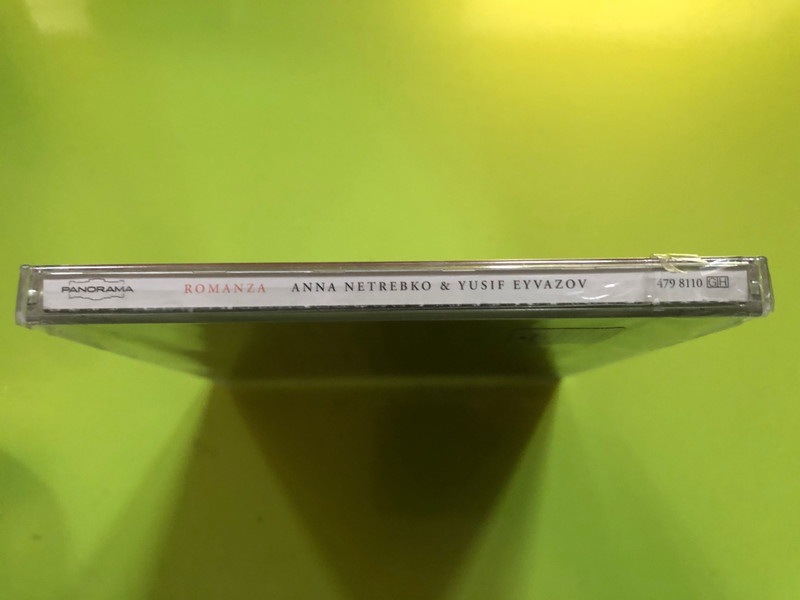 PANORAMA ROMANZA ANNA NETREBKO & YUSIF EYVAZOV 479 8110 GH